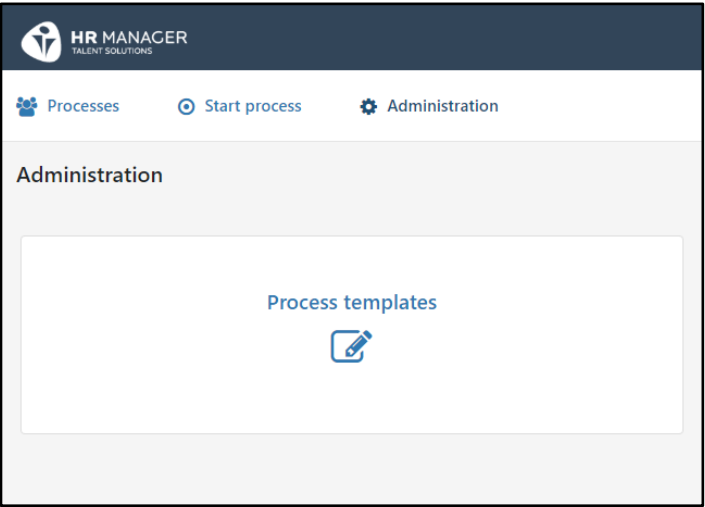 HR MANAGER
TALENT SOLUTIONS
Processes
Start process
Administration
Administration
Process templates